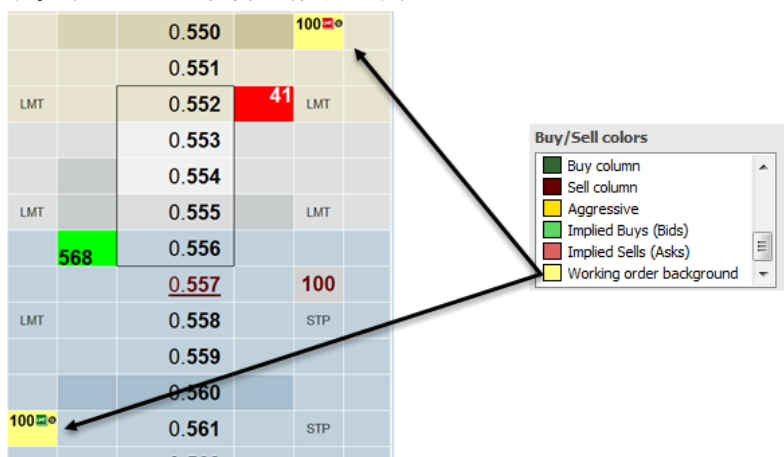 0.550 100
0.551
LMT 0.552 41 LMT
0.553
0.554
LMT 0.555 LMT
568 0.556
0.557 100
LMT 0.558 STP
0.559
0.560
100 0.561 STP
Buy/Sell colors
Buy column
Sell column
Aggressive
Implied Buys (Bids)
Implied Sells (Asks)
Working order background